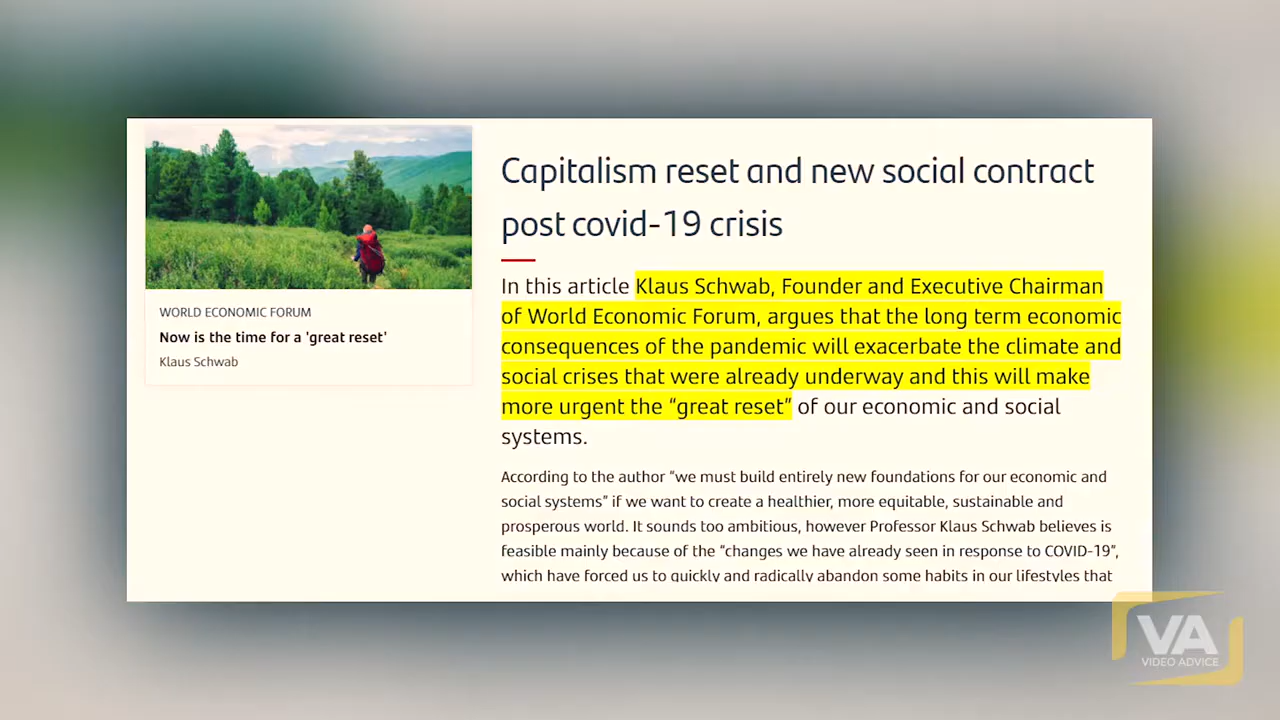 WORLD ECONOMIC FORUM
Now is the time for a 'great reset'
Klaus Schwab
Capitalism reset and new social contract
post covid-19 crisis
In this article Klaus Schwab, Founder and Executive Chairman
of World Economic Forum, argues that the long term economic
consequences of the pandemic will exacerbate the climate and
social crises that were already underway and this will make
more urgent the “great reset” of our economic and social
systems.
According to the author “we must build entirely new foundations for our economic and
social systems” if we want to create a healthier, more equitable, sustainable and
prosperous world. It sounds too ambitious, however Professor Klaus Schwab believes is
feasible mainly because of the “changes we have already seen in response to COVID-19”,
which have forced us to quickly and radically abandon some habits in our lifestyles that
VA
VIDEO ADVICE